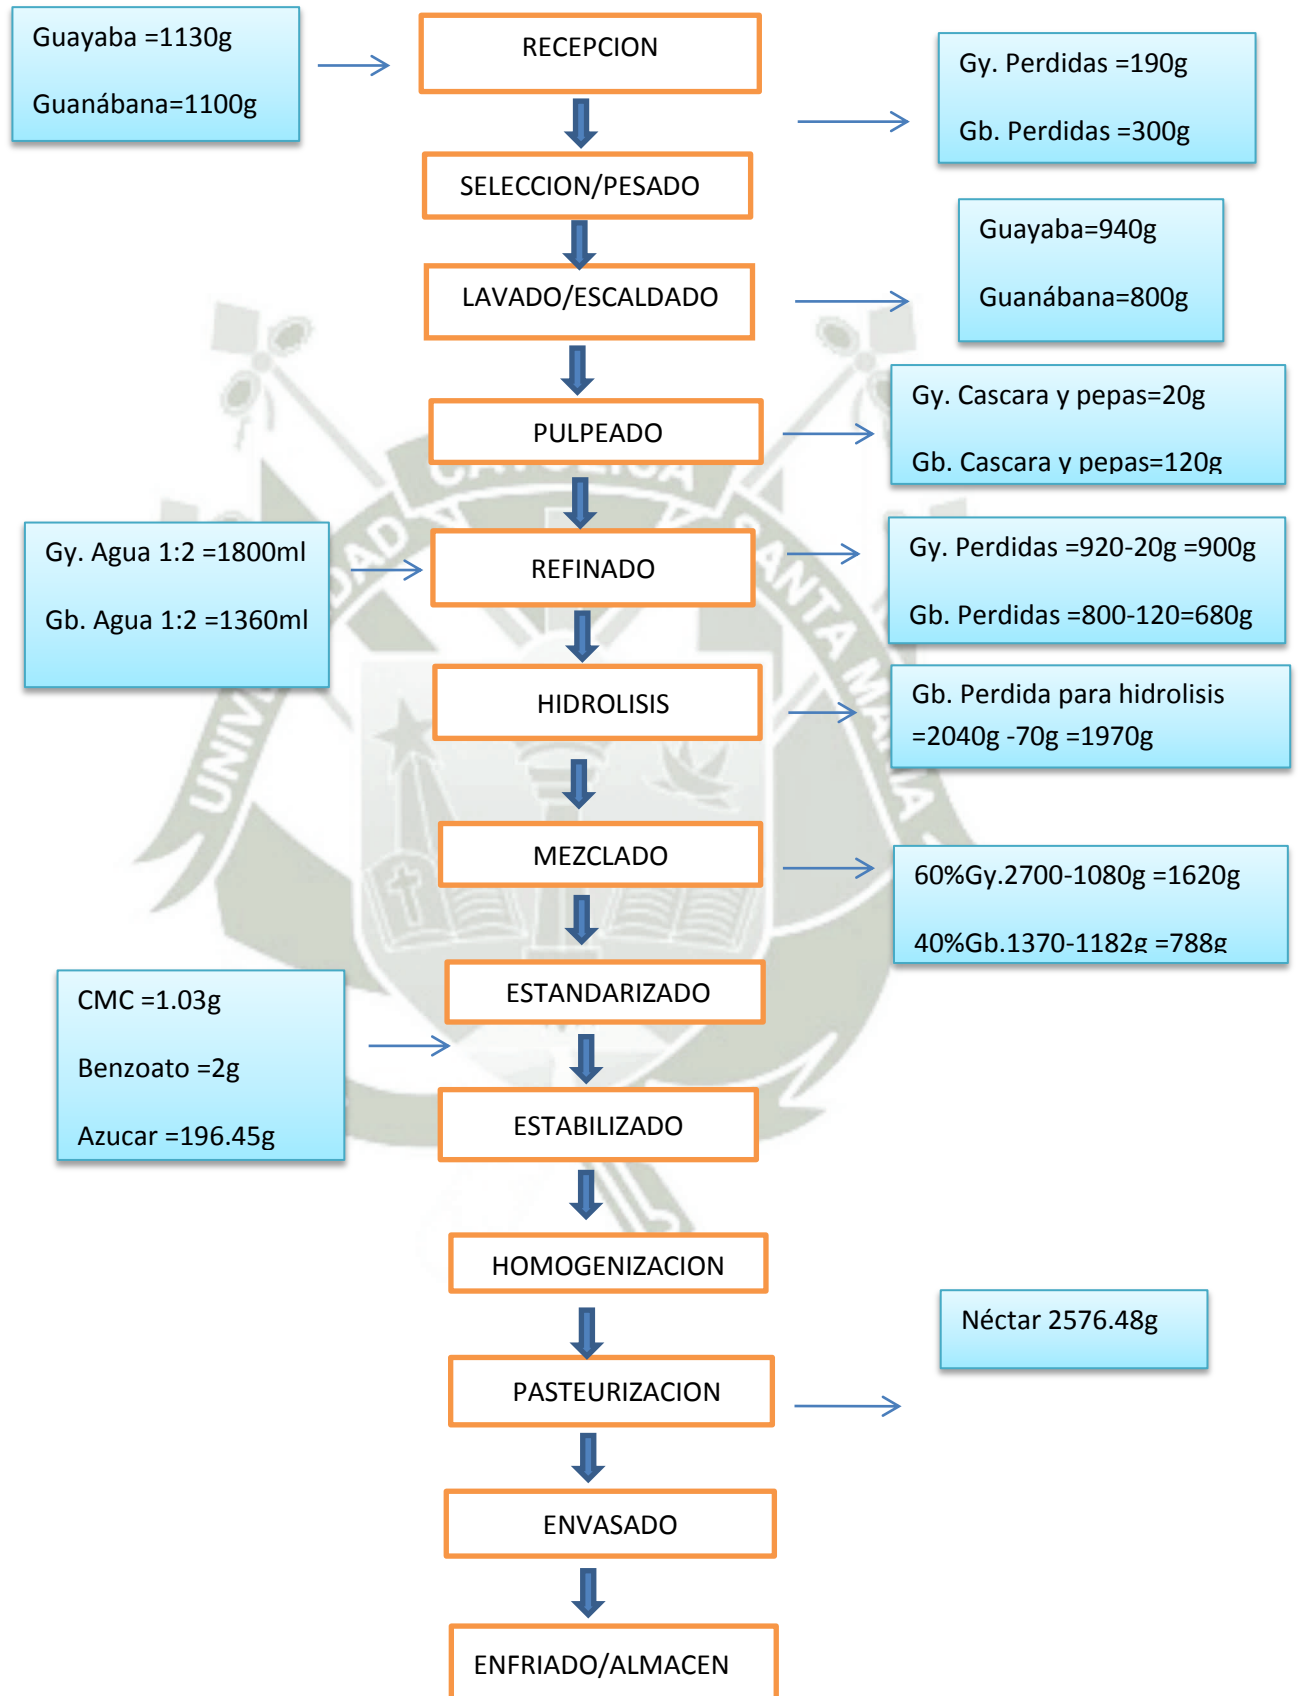 Guayaba =1130g
Guanábana=1100g
RECEPCION
Gy. Perdidas =190g
Gb. Perdidas =300g
SELECCION/PESADO
Guayaba=940g
Guanábana=800g
LAVADO/ESCALDADO
Gy. Cascara y pepas=20g
Gb. Cascara y pepas=120g
PULPEADO
Gy. Agua 1:2 =1800ml
Gb. Agua 1:2 =1360ml
REFINADO
Gy. Perdidas =920-20g =900g
Gb. Perdidas =800-120=680g
HIDROLISIS
Gb. Perdida para hidrolisis
=2040g -70g =1970g
MEZCLADO
60%Gy.2700-1080g =1620g
40%Gb.1370-1182g =788g
ESTANDARIZADO
CMC =1.03g
Benzoato =2g
Azucar =196.45g
ESTABILIZADO
HOMOGENIZACION
Néctar 2576.48g
PASTEURIZACION
ENVASADO
ENFRIADO/ALMACEN
UNIVERSIDAD CATOLICA SANTA MARIA